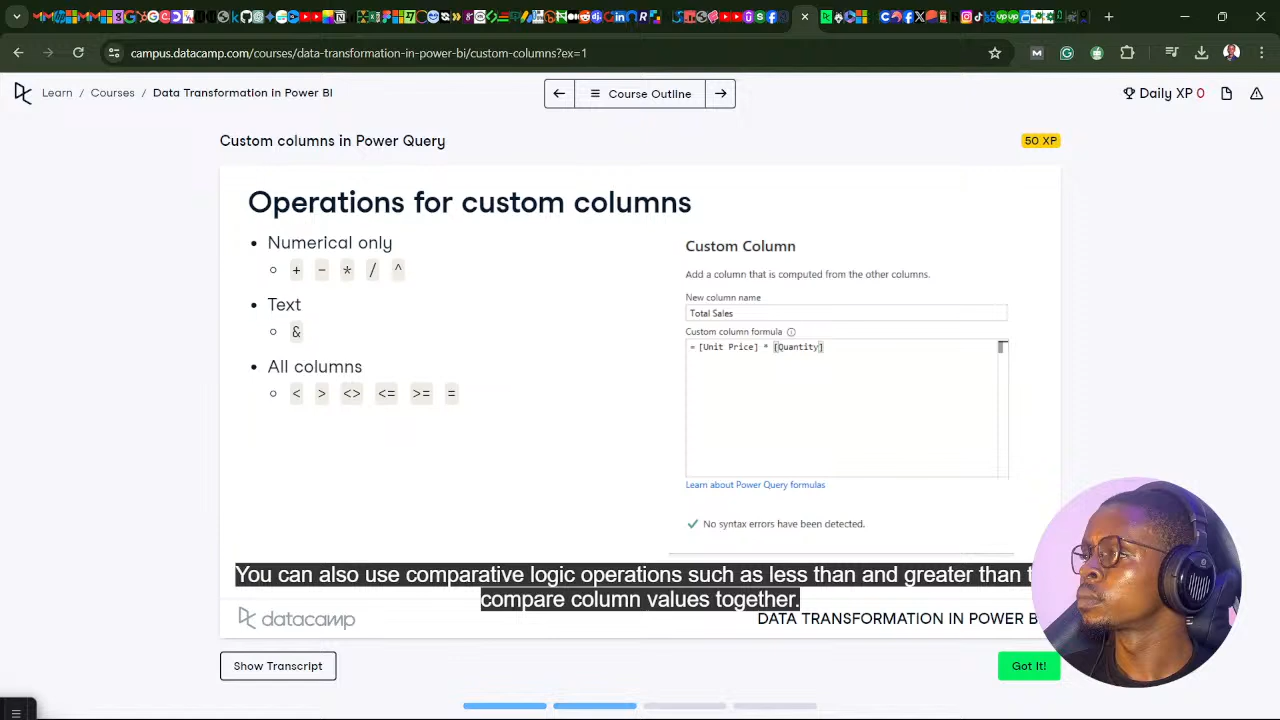 campus.datacamp.com/courses/data-transformation-in-power-bi/custom-columns?ex=1
Learn / Courses / Data Transformation in Power BI
Course Outline
Daily XP 0
Custom columns in Power Query
50 XP
Operations for custom columns
Numerical only
+ - * / ^
Text
&
All columns
< > <> <= >= =
Custom Column
Add a column that is computed from the other columns.
New column name
Total Sales
Custom column formula
= [Unit Price] * [Quantity]
Learn about Power Query formulas
No syntax errors have been detected.
You can also use comparative logic operations such as less than and greater than
compare column values together.
datacamp
DATA TRANSFORMATION IN POWER
Show Transcript
Got It!